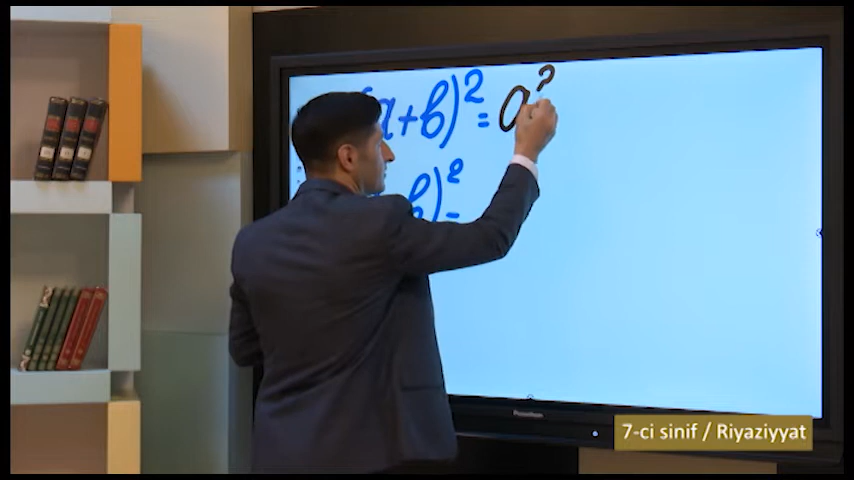 a+b)² = a²
b)² =
7-ci sinif / Riyaziyyat